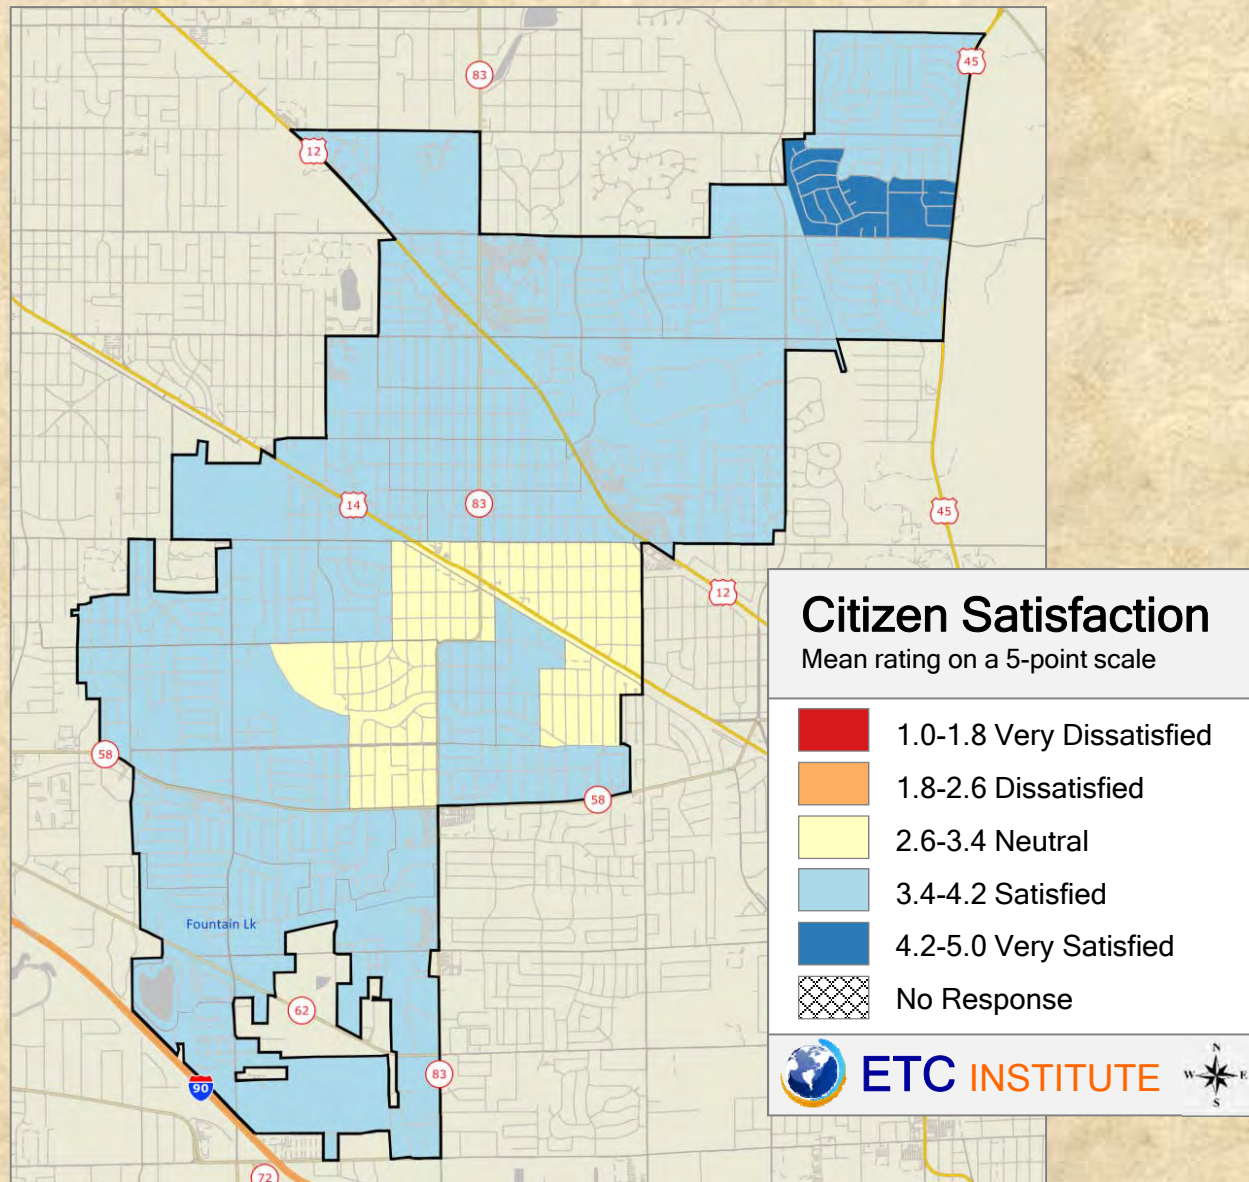 83
45
12
14
83
45
12
Citizen Satisfaction
Mean rating on a 5-point scale
1.0-1.8 Very Dissatisfied
58
1.8-2.6 Dissatisfied
58
2.6-3.4 Neutral
3.4-4.2 Satisfied
Fountain Lk
4.2-5.0 Very Satisfied
No Response
62
83
90
ETC INSTITUTE
N
W E
S
72